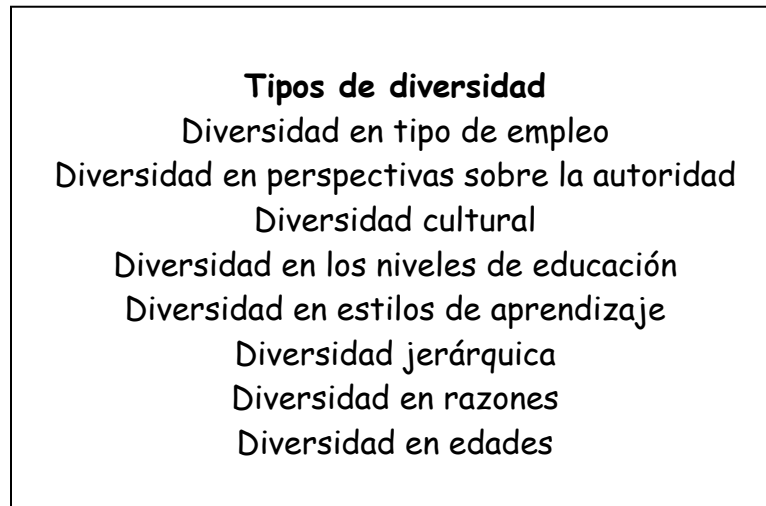 Tipos de diversidad
Diversidad en tipo de empleo
Diversidad en perspectivas sobre la autoridad
Diversidad cultural
Diversidad en los niveles de educación
Diversidad en estilos de aprendizaje
Diversidad jerárquica
Diversidad en razones
Diversidad en edades